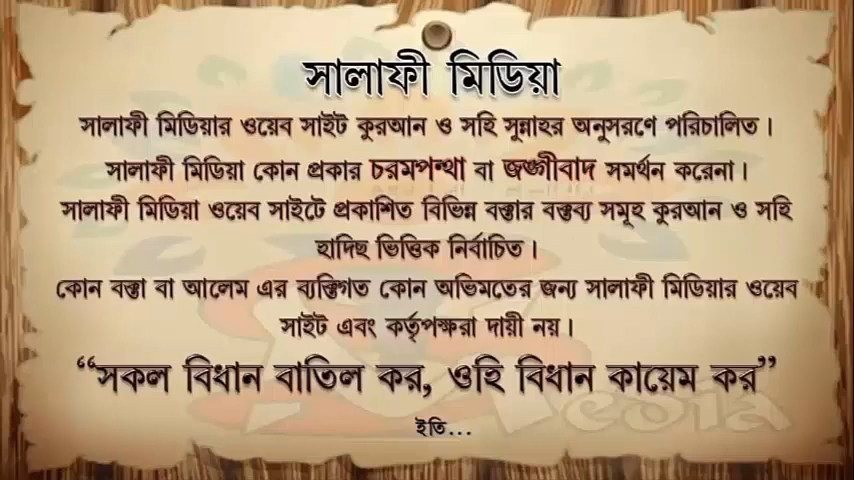 সালাফী মিডিয়া
সালাফী মিডিয়ার ওয়েব সাইট কুরআন ও সহি সুন্নাহর অনুসরণে পরিচালিত।
সালাফী মিডিয়া কোন প্রকার চরমপন্থা বা জঙ্গীবাদ সমর্থন করেনা।
সালাফী মিডিয়া ওয়েব সাইটে প্রকাশিত বিভিন্ন বক্তার বক্তব্য সমূহ কুরআন ও সহি
হাদিছ ভিত্তিক নির্বাচিত।
কোন বক্তা বা আলেম এর ব্যক্তিগত কোন অভিমতের জন্য সালাফী মিডিয়ার ওয়েব
সাইট এবং কর্তৃপক্ষরা দায়ী নয়।
“সকল বিধান বাতিল কর, ওহি বিধান কায়েম কর”
ইতি...